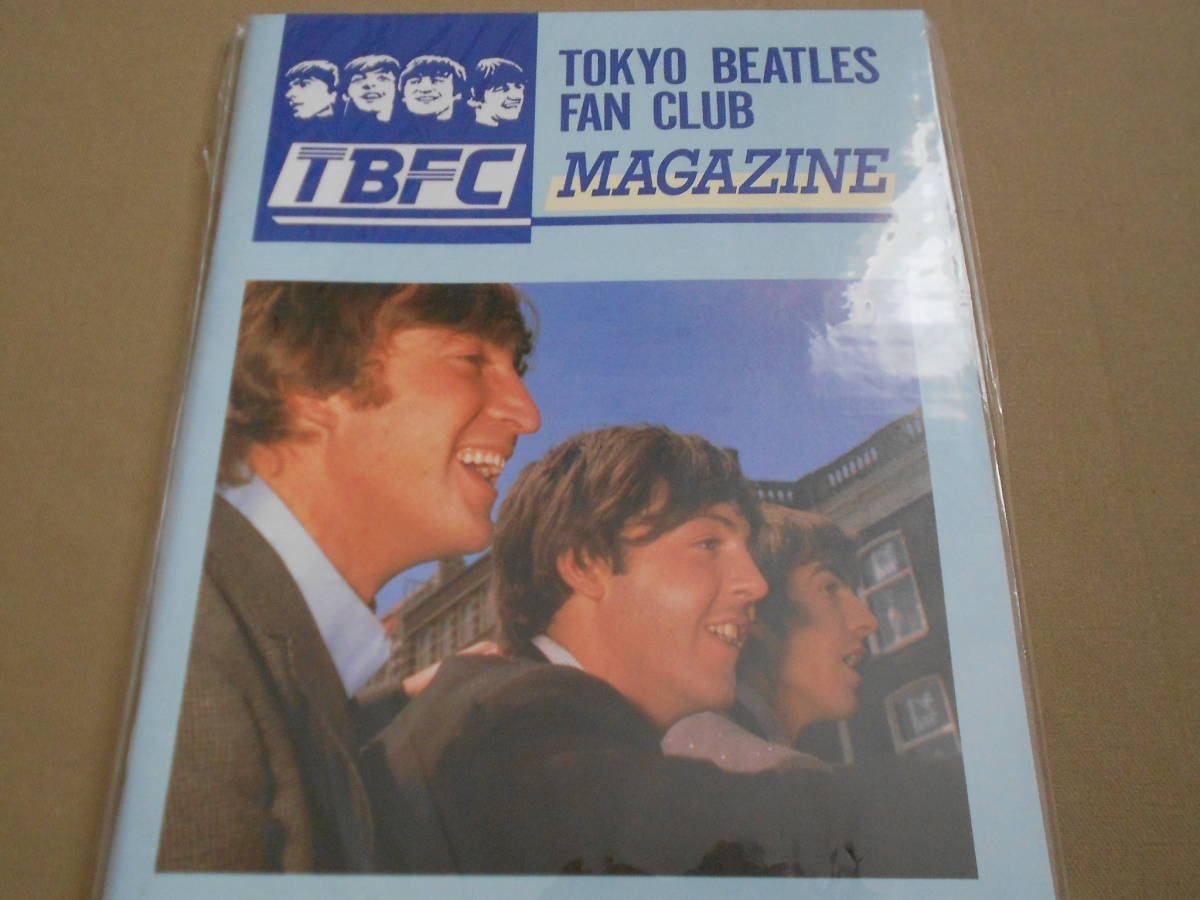 TBFC
TOKYO BEATLES
FAN CLUB
MAGAZINE